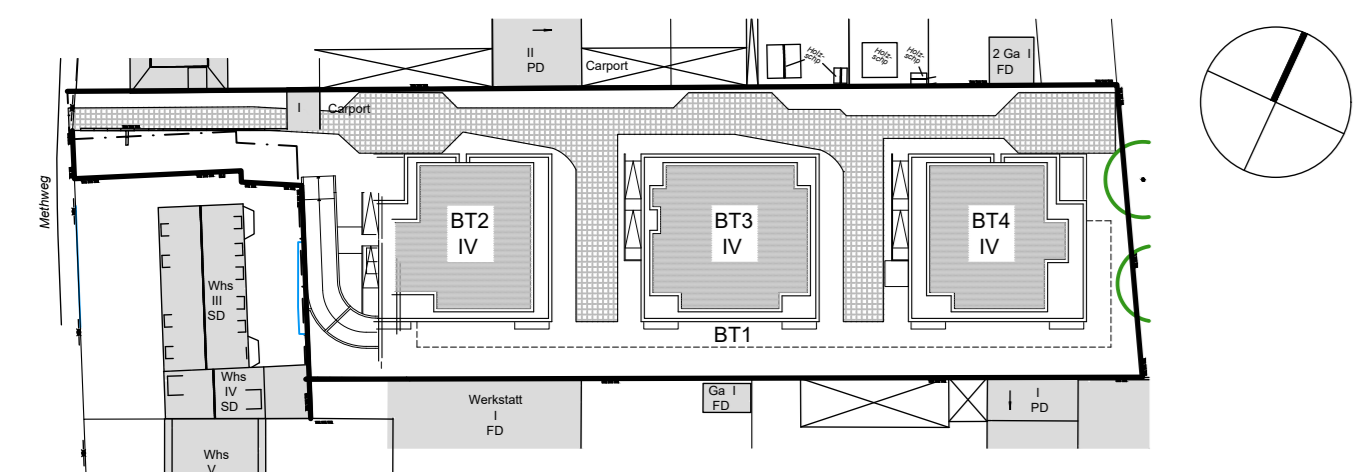 II
PD
Carport
Holz-
schp
Holz-
schp
Holz-
schp
2 Ga I
FD
I
Carport
Methweg
BT2
IV
BT3
IV
BT4
IV
Whs
III
SD
BT1
Whs
IV
SD
Werkstatt
I
FD
Ga I
FD
I
PD
Whs
V